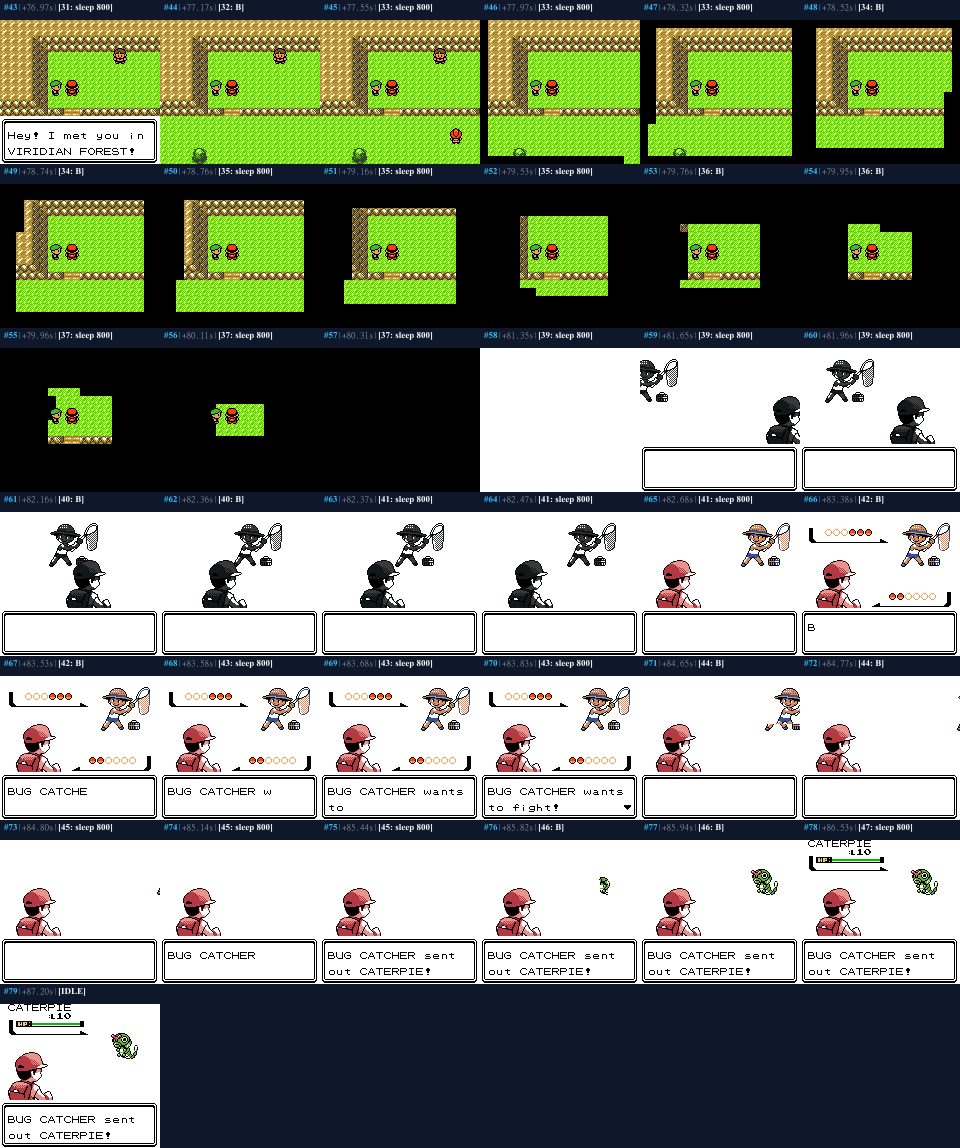 #43|+76.97s| [31: sleep 800]
#44|+77.17s| [32: B]
#45|+77.55s| [33: sleep 800]
#46|+77.97s| [33: sleep 800]
#47|+78.32s| [33: sleep 800]
#48|+78.52s| [34: B]
Hey! I met you in
VIRIDIAN FOREST!
#49|+78.74s| [34: B]
#50|+78.76s| [35: sleep 800]
#51|+79.16s| [35: sleep 800]
#52|+79.53s| [35: sleep 800]
#53|+79.76s| [36: B]
#54|+79.95s| [36: B]
#55|+79.96s| [37: sleep 800]
#56|+80.11s| [37: sleep 800]
#57|+80.31s| [37: sleep 800]
#58|+81.35s| [39: sleep 800]
#59|+81.65s| [39: sleep 800]
#60|+81.96s| [39: sleep 800]
#61|+82.16s| [40: B]
#62|+82.36s| [40: B]
#63|+82.37s| [41: sleep 800]
#64|+82.47s| [41: sleep 800]
#65|+82.68s| [41: sleep 800]
#66|+83.38s| [42: B]
B
#67|+83.53s| [42: B]
#68|+83.58s| [43: sleep 800]
#69|+83.68s| [43: sleep 800]
#70|+83.83s| [43: sleep 800]
#71|+84.65s| [44: B]
#72|+84.77s| [44: B]
BUG CATCHE
BUG CATCHER w
BUG CATCHER wants
to
BUG CATCHER wants
to fight!
#73|+84.80s| [45: sleep 800]
#74|+85.14s| [45: sleep 800]
#75|+85.44s| [45: sleep 800]
#76|+85.82s| [46: B]
#77|+85.94s| [46: B]
#78|+86.53s| [47: sleep 800]
CATERPIE
:L10
HP:
BUG CATCHER
BUG CATCHER sent
out CATERPIE!
BUG CATCHER sent
out CATERPIE!
BUG CATCHER sent
out CATERPIE!
BUG CATCHER sent
out CATERPIE!
#79|+87.20s| [IDLE]
CATERPIE
:L10
HP:
BUG CATCHER sent
out CATERPIE!